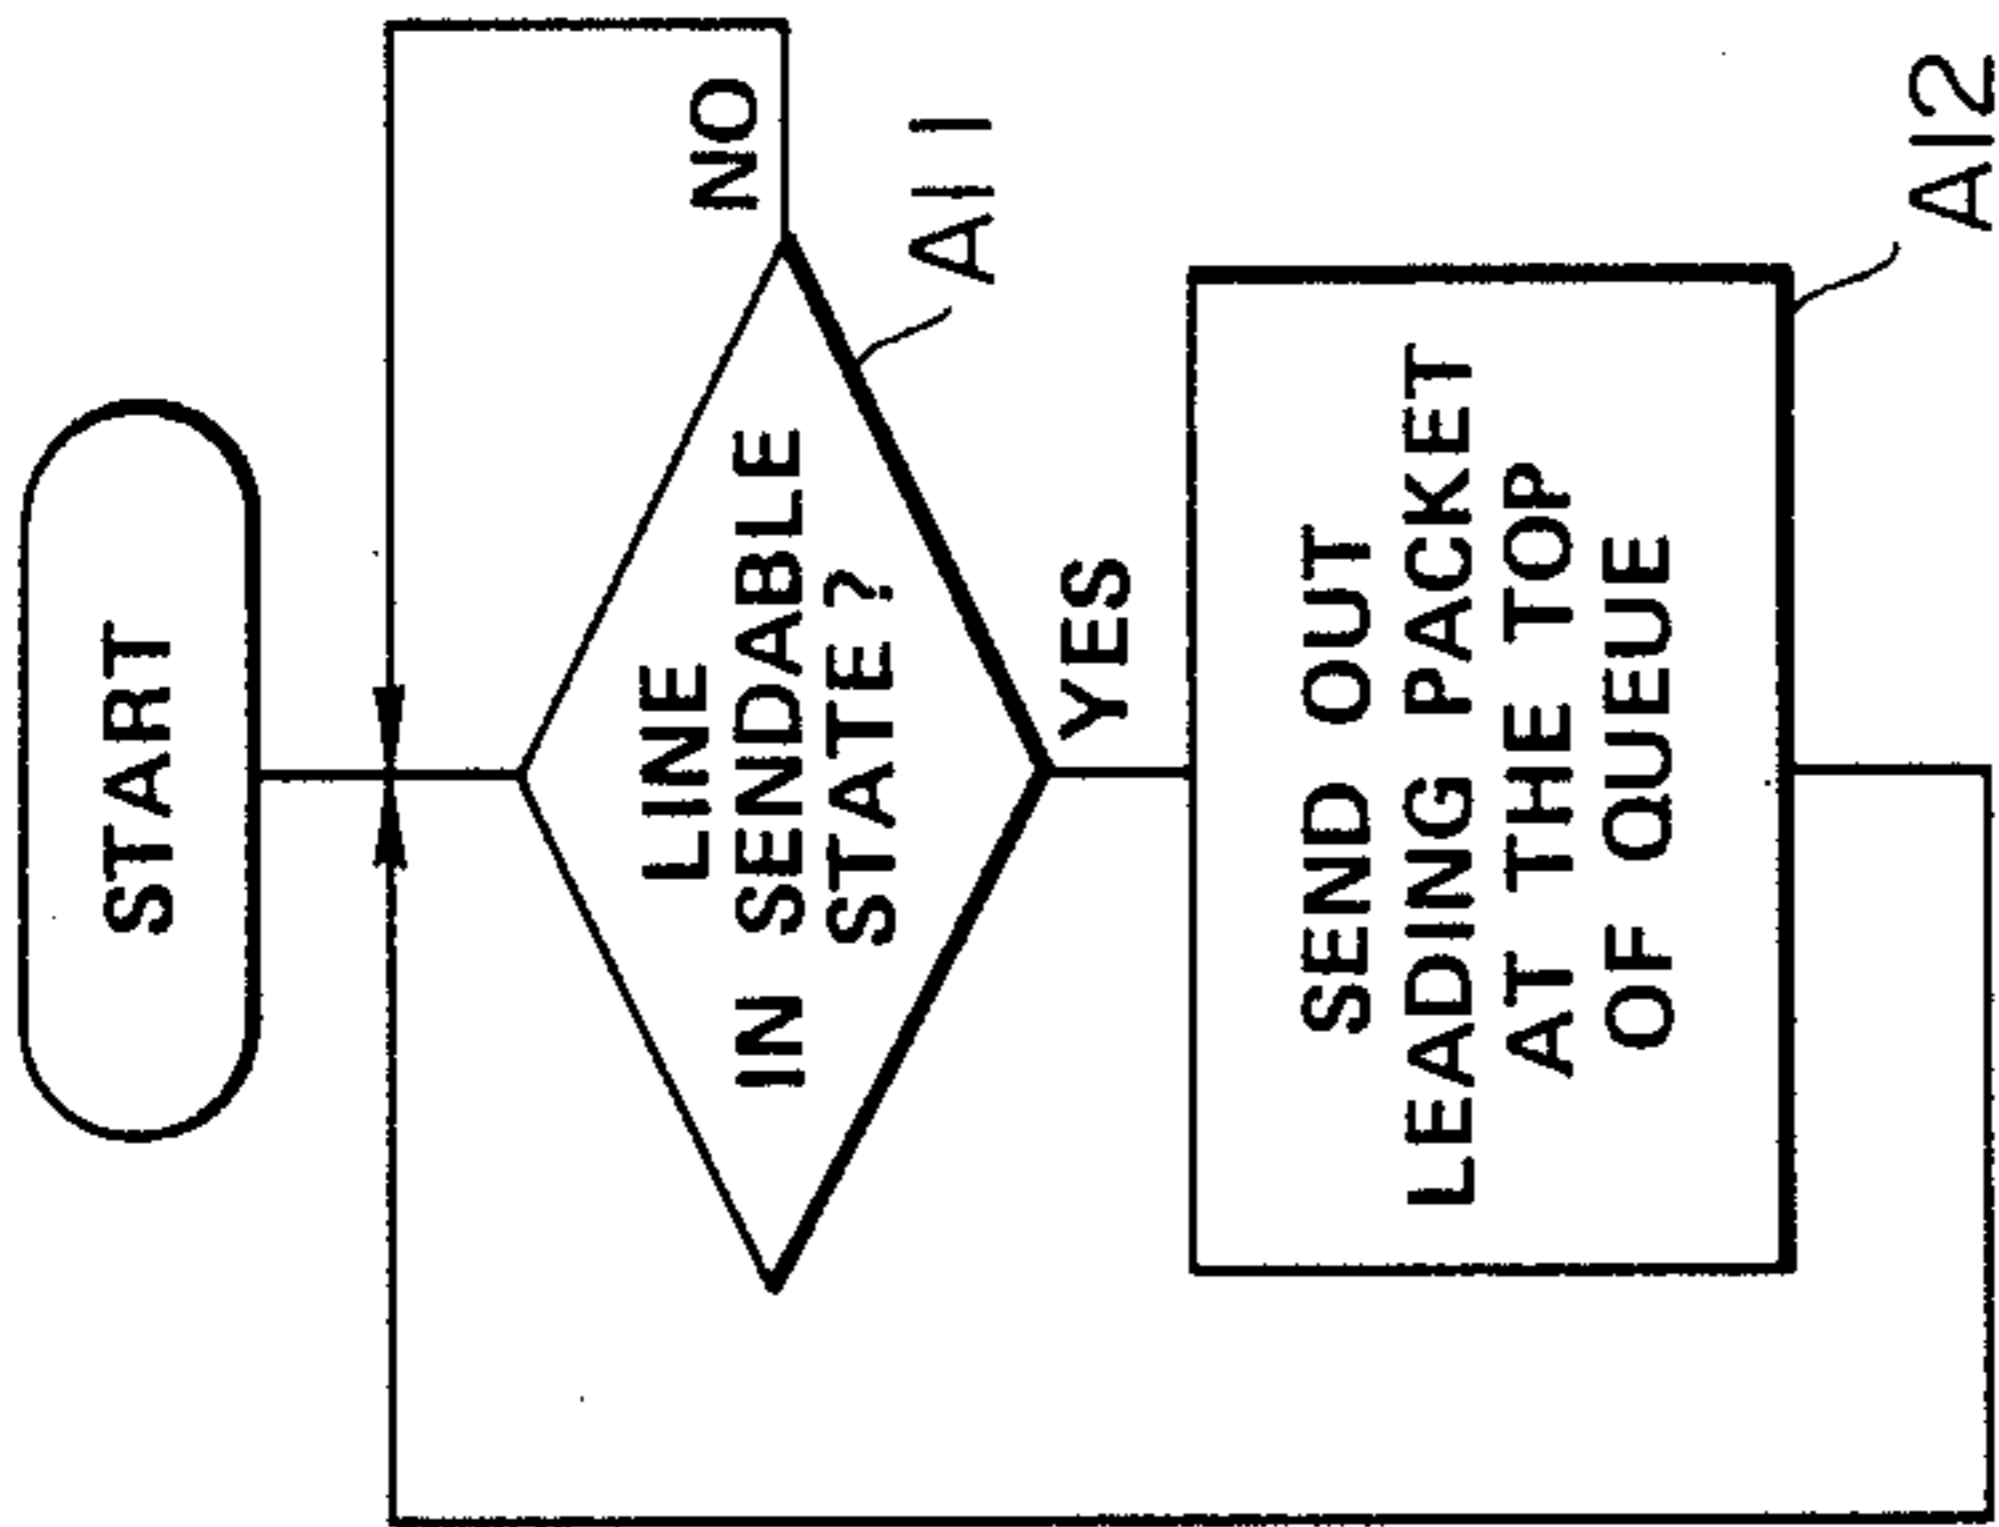 START
LINE
IN SENDABLE
STATE?
NO
A11
YES
SEND OUT
LEADING PACKET
AT THE TOP
OF QUEUE
A12